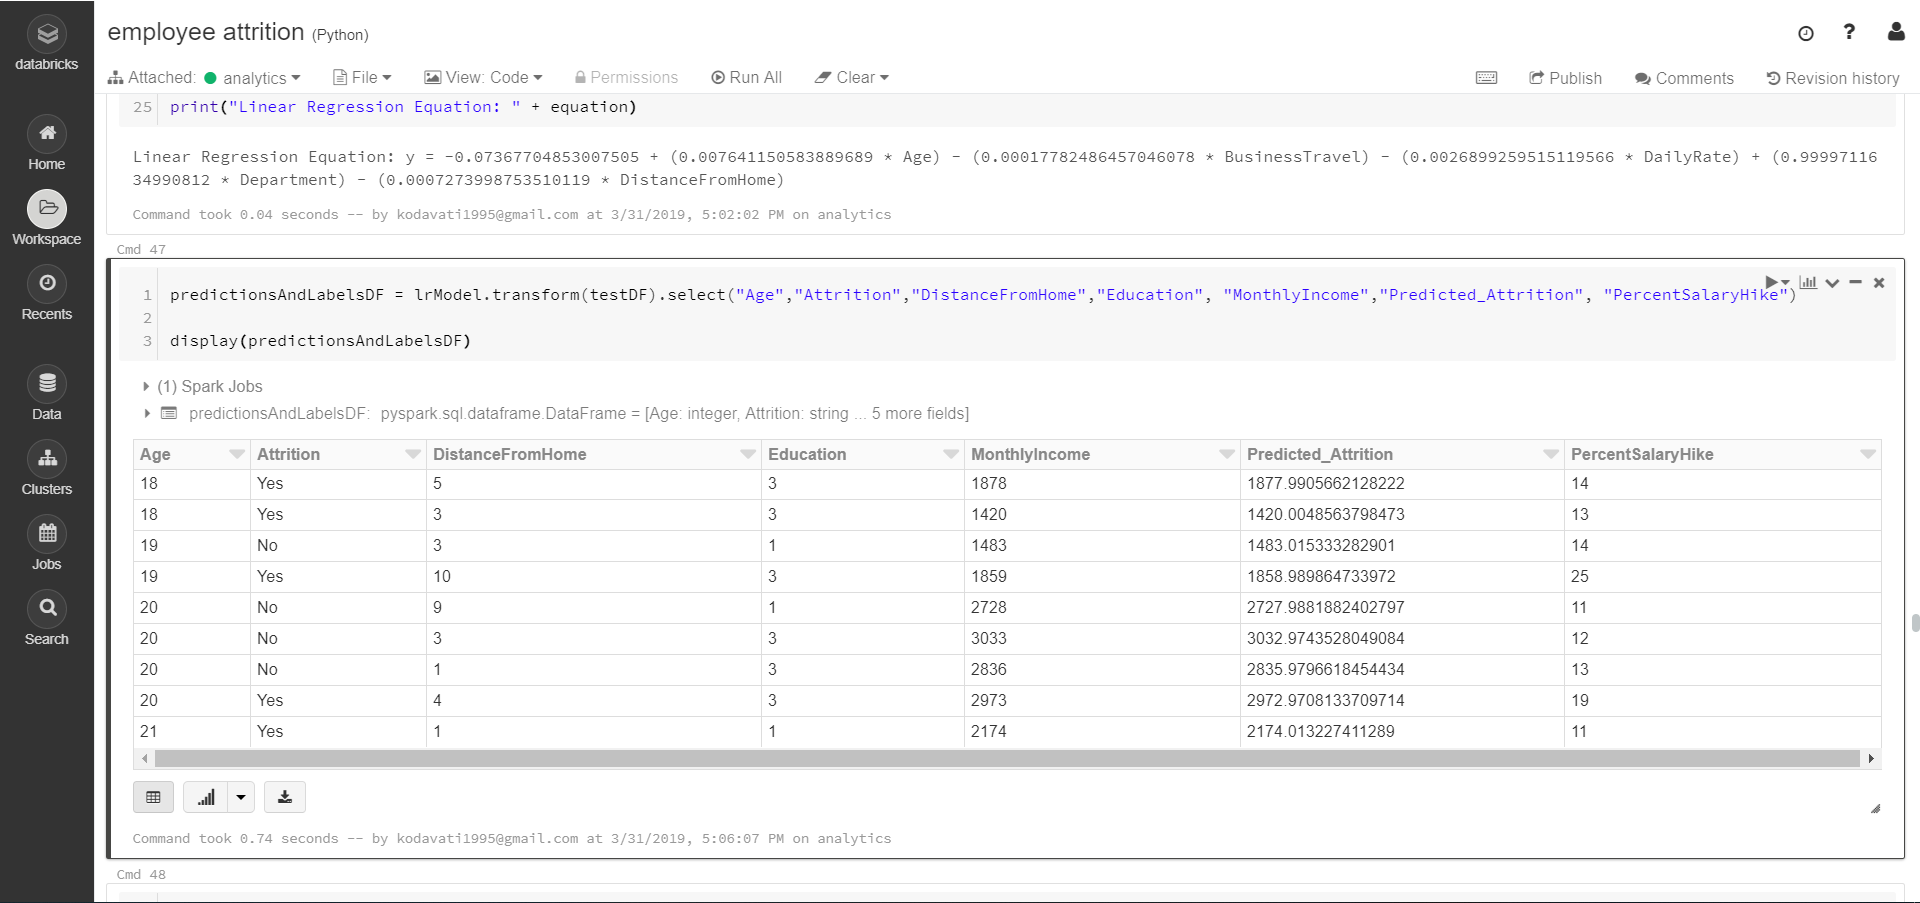 databricks
Home
Workspace
Recents
Data
Clusters
Jobs
Search
employee attrition (Python)
Attached: analytics File View: Code Permissions Run All Clear Publish Comments Revision history
25 print("Linear Regression Equation: " + equation)
Linear Regression Equation: y = -0.07367704853007505 + (0.007641150583889689 * Age) - (0.00017782486457046078 * BusinessTravel) - (0.0026899259515119566 * DailyRate) + (0.99997116
34990812 * Department) - (0.0007273998753510119 * DistanceFromHome)
Command took 0.04 seconds -- by kodavati1995@gmail.com at 3/31/2019, 5:02:02 PM on analytics
Cmd 47
1 predictionsAndLabelsDF = lrModel.transform(testDF).select("Age","Attrition","DistanceFromHome","Education", "MonthlyIncome","Predicted_Attrition", "PercentSalaryHike")
2
3 display(predictionsAndLabelsDF)
(1) Spark Jobs
predictionsAndLabelsDF: pyspark.sql.dataframe.DataFrame = [Age: integer, Attrition: string ... 5 more fields]
Age Attrition DistanceFromHome Education MonthlyIncome Predicted_Attrition PercentSalaryHike
18 Yes 5 3 1878 1877.9905662128222 14
18 Yes 3 3 1420 1420.0048563798473 13
19 No 3 1 1483 1483.015333282901 14
19 Yes 10 3 1859 1858.989864733972 25
20 No 9 1 2728 2727.9881882402797 11
20 No 3 3 3033 3032.9743528049084 12
20 No 1 3 2836 2835.9796618454434 13
20 Yes 4 3 2973 2972.9708133709714 19
21 Yes 1 1 2174 2174.013227411289 11
Command took 0.74 seconds -- by kodavati1995@gmail.com at 3/31/2019, 5:06:07 PM on analytics
Cmd 48